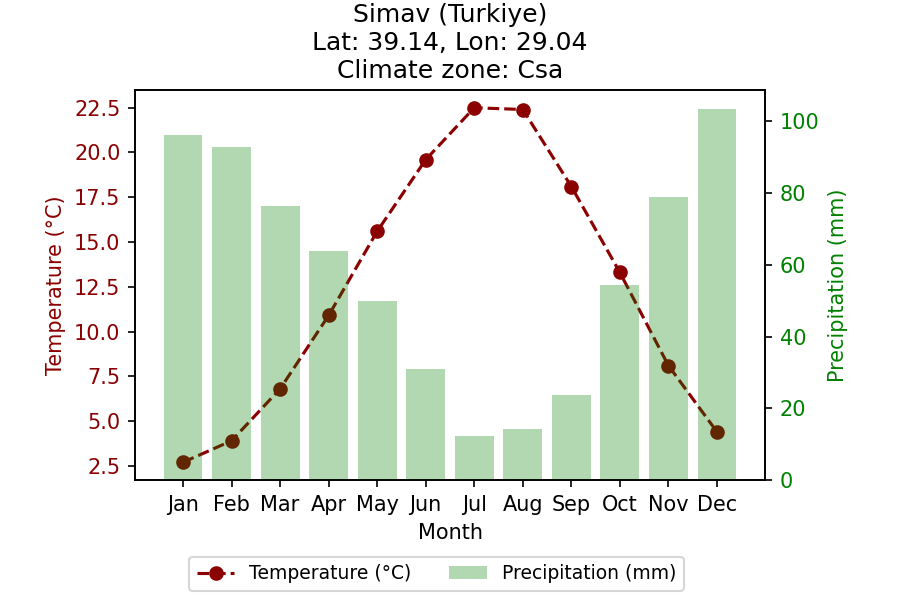 Simav (Turkiye)
Lat: 39.14, Lon: 29.04
Climate zone: Csa
Temperature (°C)
22.5
20.0
17.5
15.0
12.5
10.0
7.5
5.0
2.5
Precipitation (mm)
100
80
60
40
20
0
Jan Feb Mar Apr May Jun Jul Aug Sep Oct Nov Dec
Month
Temperature (°C) Precipitation (mm)